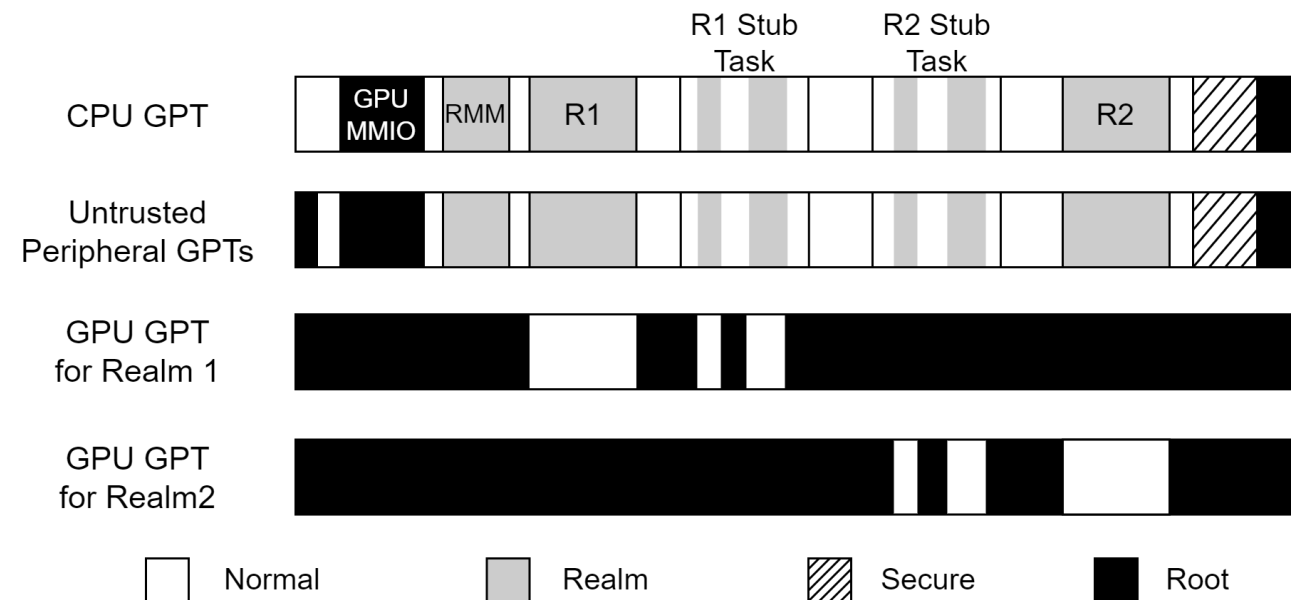 R1 Stub
Task
R2 Stub
Task
CPU GPT
GPU
MMIO
RMM
R1
R2
Untrusted
Peripheral GPTs
GPU GPT
for Realm 1
GPU GPT
for Realm2
Normal
Realm
Secure
Root